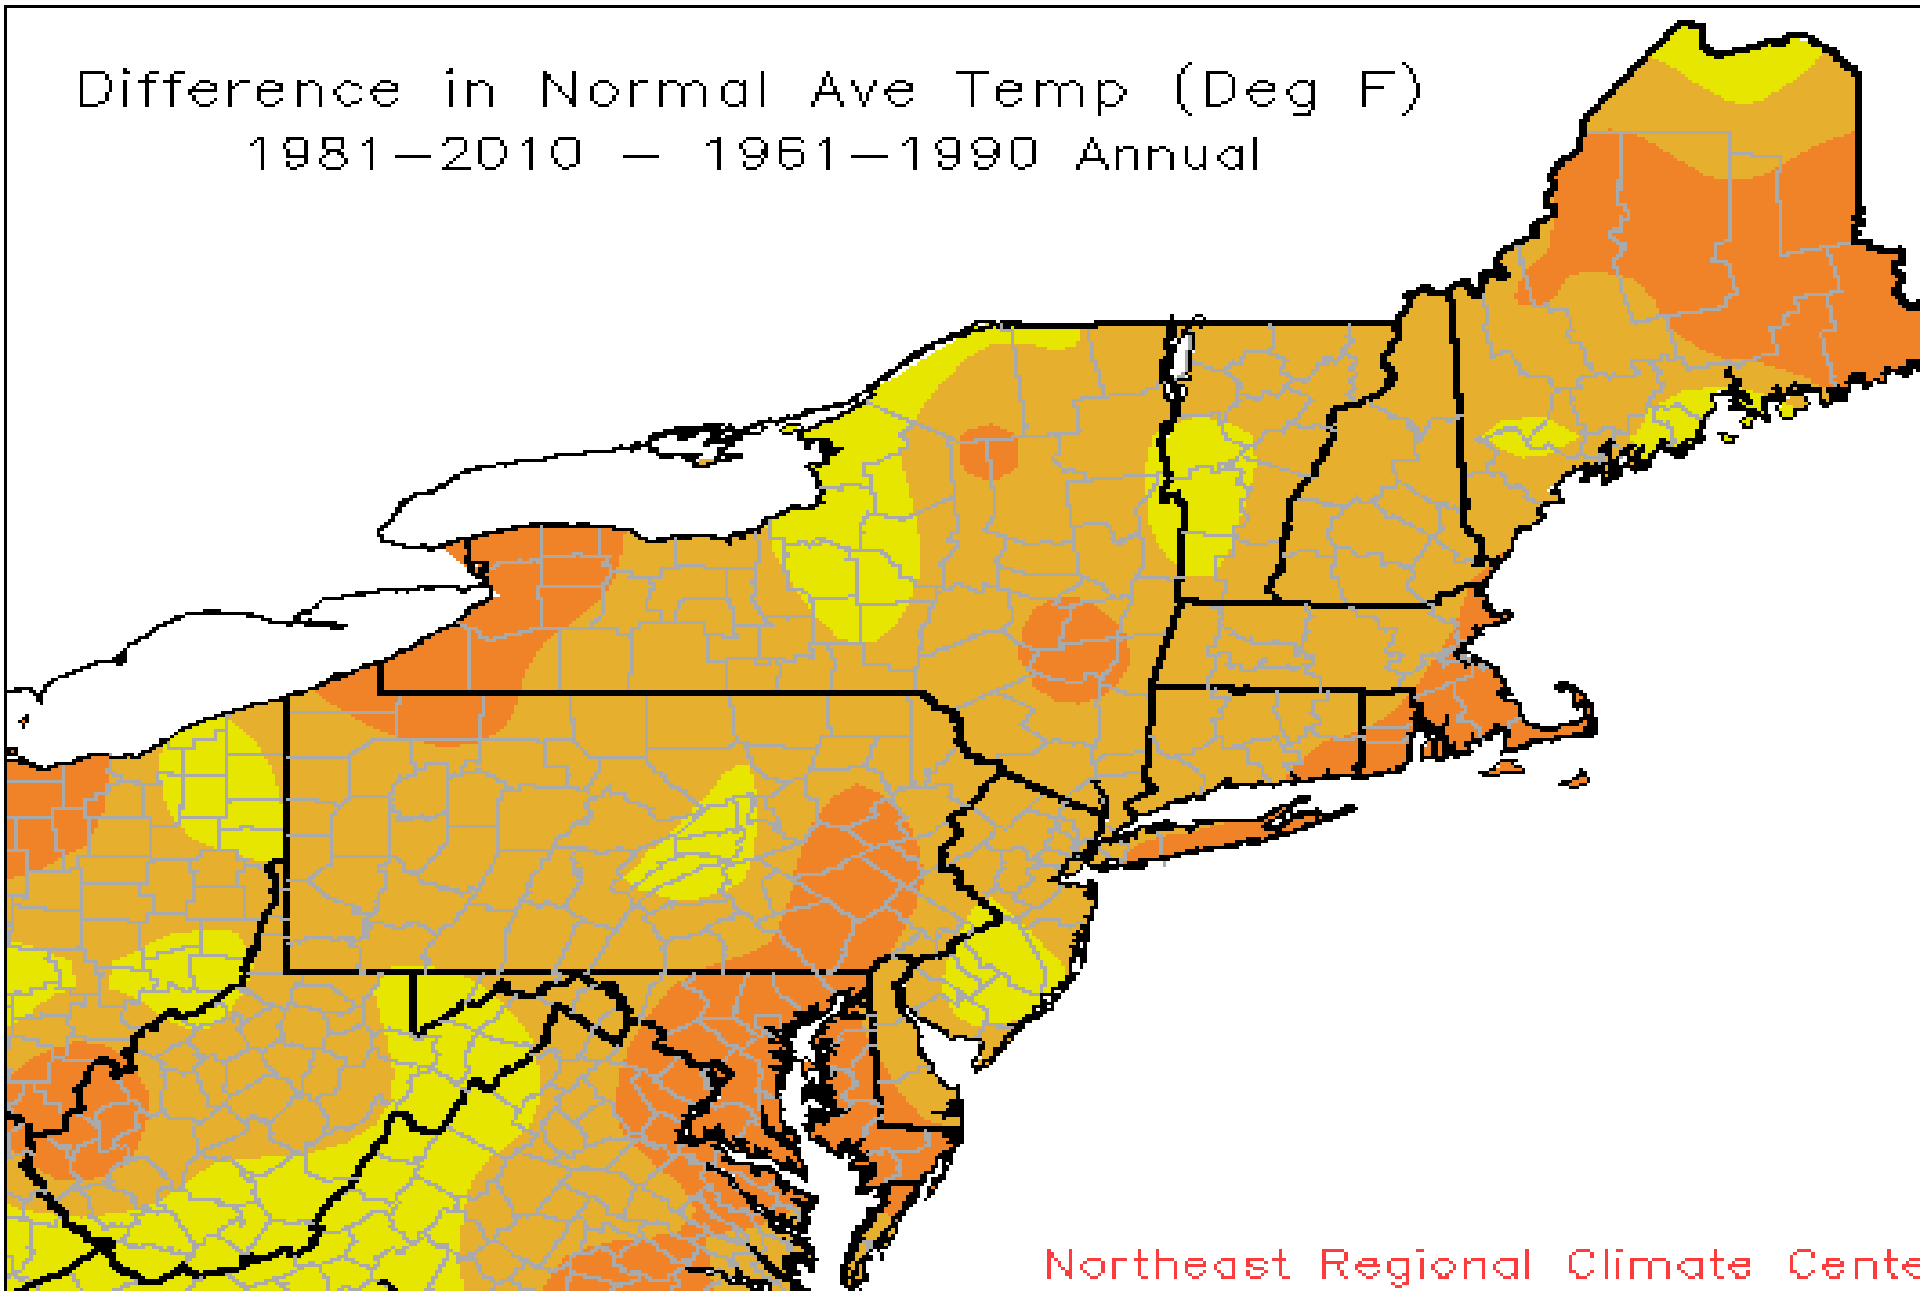 Difference in Normal Ave Temp (Deg F)
1981-2010 - 1961-1990 Annual
Northeast Regional Climate Cente